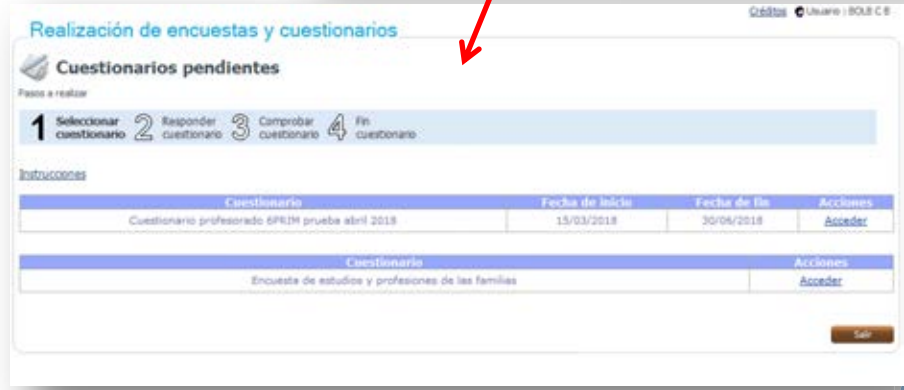 Créditos Usuario : BOLE C B
Realización de encuestas y cuestionarios
Cuestionarios pendientes
Pasos a realizar
1 Seleccionar cuestionario 2 Responder cuestionario 3 Comprobar cuestionario 4 Fin cuestionario
Instrucciones
Cuestionario Fecha de inicio Fecha de fin Acciones
Cuestionario profesorado 6PRIM prueba abril 2018 15/03/2018 30/06/2018 Acceder
Cuestionario Acciones
Encuesta de estudios y profesiones de las familias Acceder
Salir